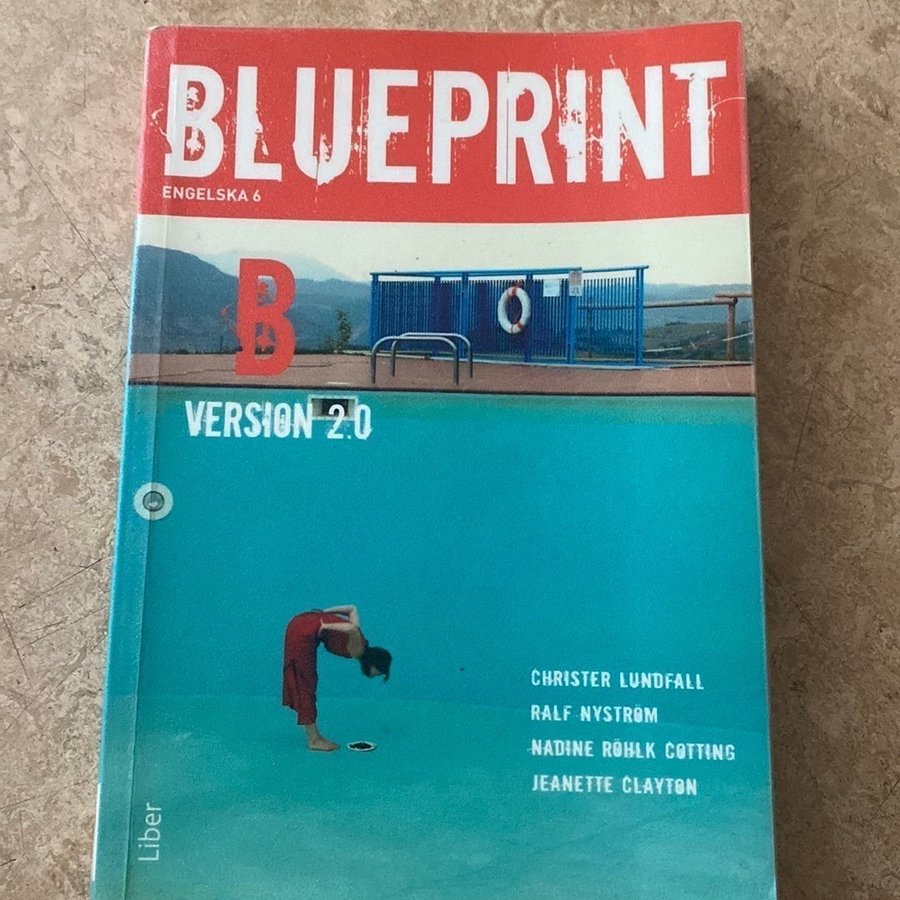 BLUEPRINT
ENGELSKA 6
B
VERSION 2.0
CHRISTER LUNDFALL
RALF NYSTRÖM
NADINE RÖHLK COTTING
JEANETTE CLAYTON
Liber